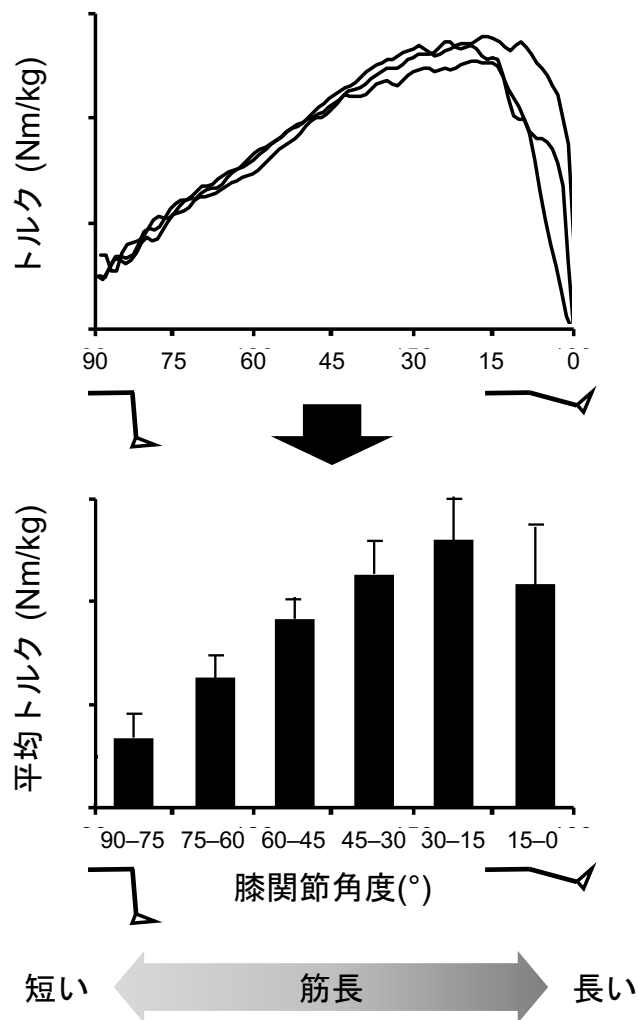 トルク (Nm/kg)
90 75 60 45 30 15 0
平均トルク (Nm/kg)
90–75 75–60 60–45 45–30 30–15 15–0
膝関節角度(°)
短い 筋長 長い